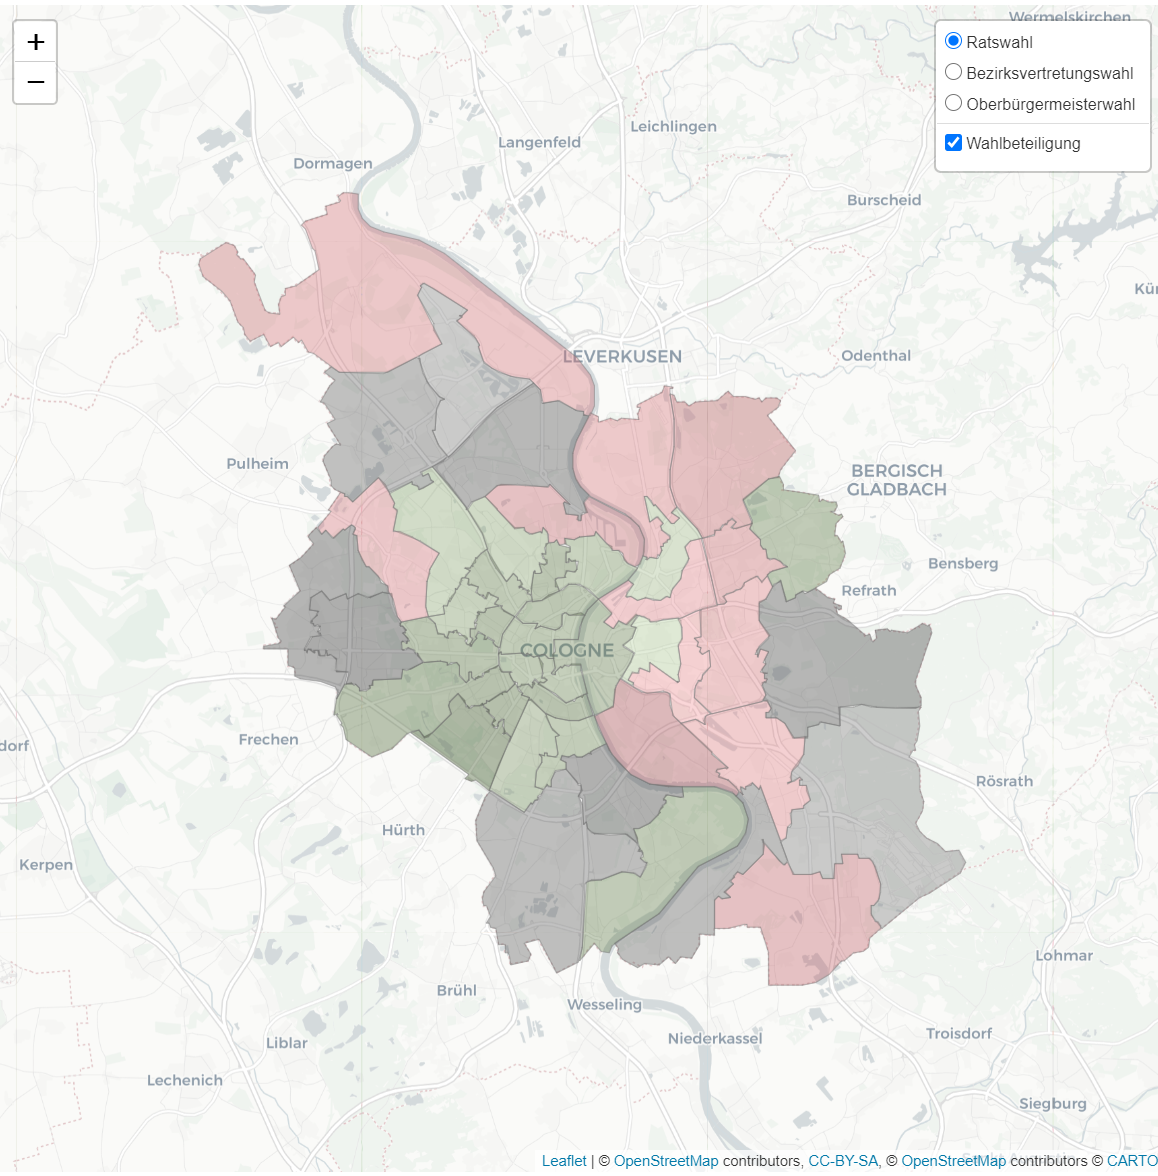 +
−
Ratswahl
Bezirksvertretungswahl
Oberbürgermeisterwahl
Wahlbeteiligung
Wermelskirchen
Leichlingen
Langenfeld
Dormagen
Burscheid
Kür
LEVERKUSEN
Odenthal
Pulheim
BERGISCH
GLADBACH
Bensberg
Refrath
COLOGNE
dorf
Frechen
Rösrath
Hürth
Kerpen
Lohmar
Brühl
Wesseling
Niederkassel
Troisdorf
Liblar
Lechenich
Siegburg
Leaflet | © OpenStreetMap contributors, CC-BY-SA, © OpenStreetMap contributors © CARTO